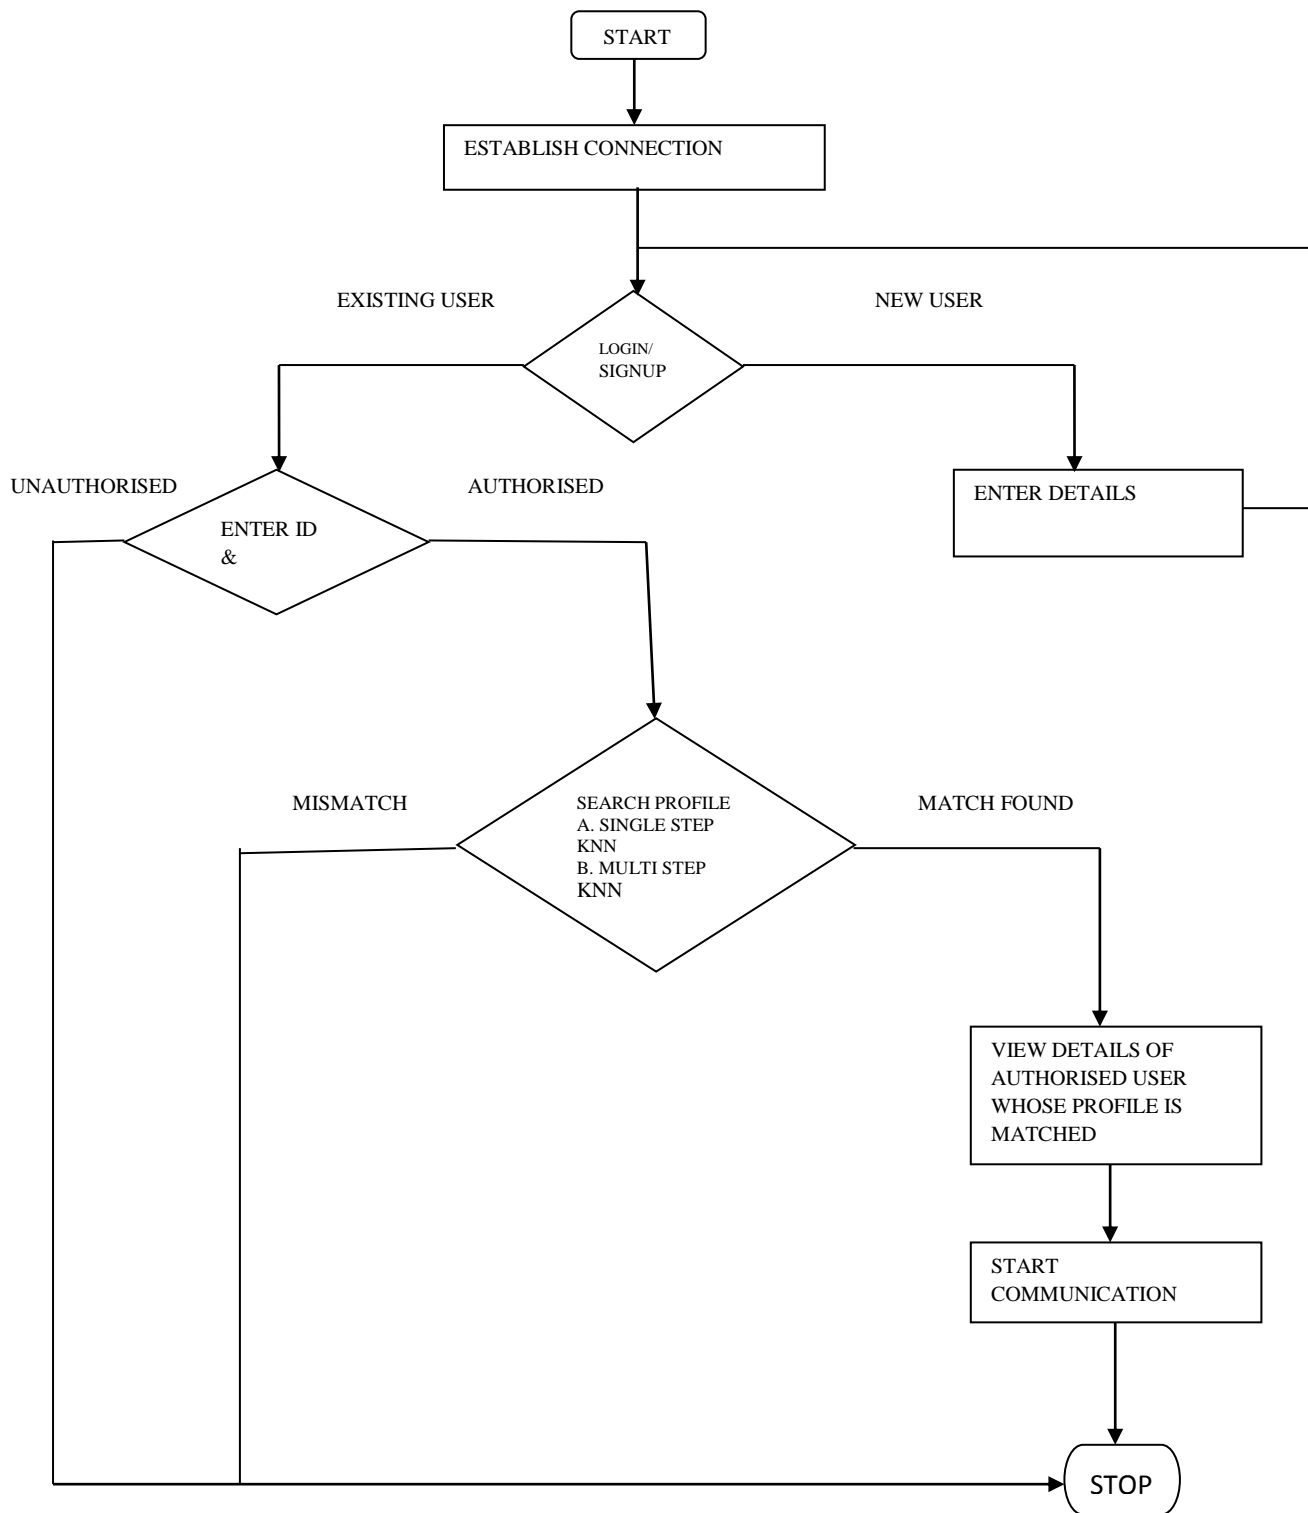 START
ESTABLISH CONNECTION
EXISTING USER
NEW USER
LOGIN/
SIGNUP
UNAUTHORISED
AUTHORISED
ENTER ID
&
ENTER DETAILS
MISMATCH
SEARCH PROFILE
A. SINGLE STEP
KNN
B. MULTI STEP
KNN
MATCH FOUND
VIEW DETAILS OF
AUTHORISED USER
WHOSE PROFILE IS
MATCHED
START
COMMUNICATION
STOP